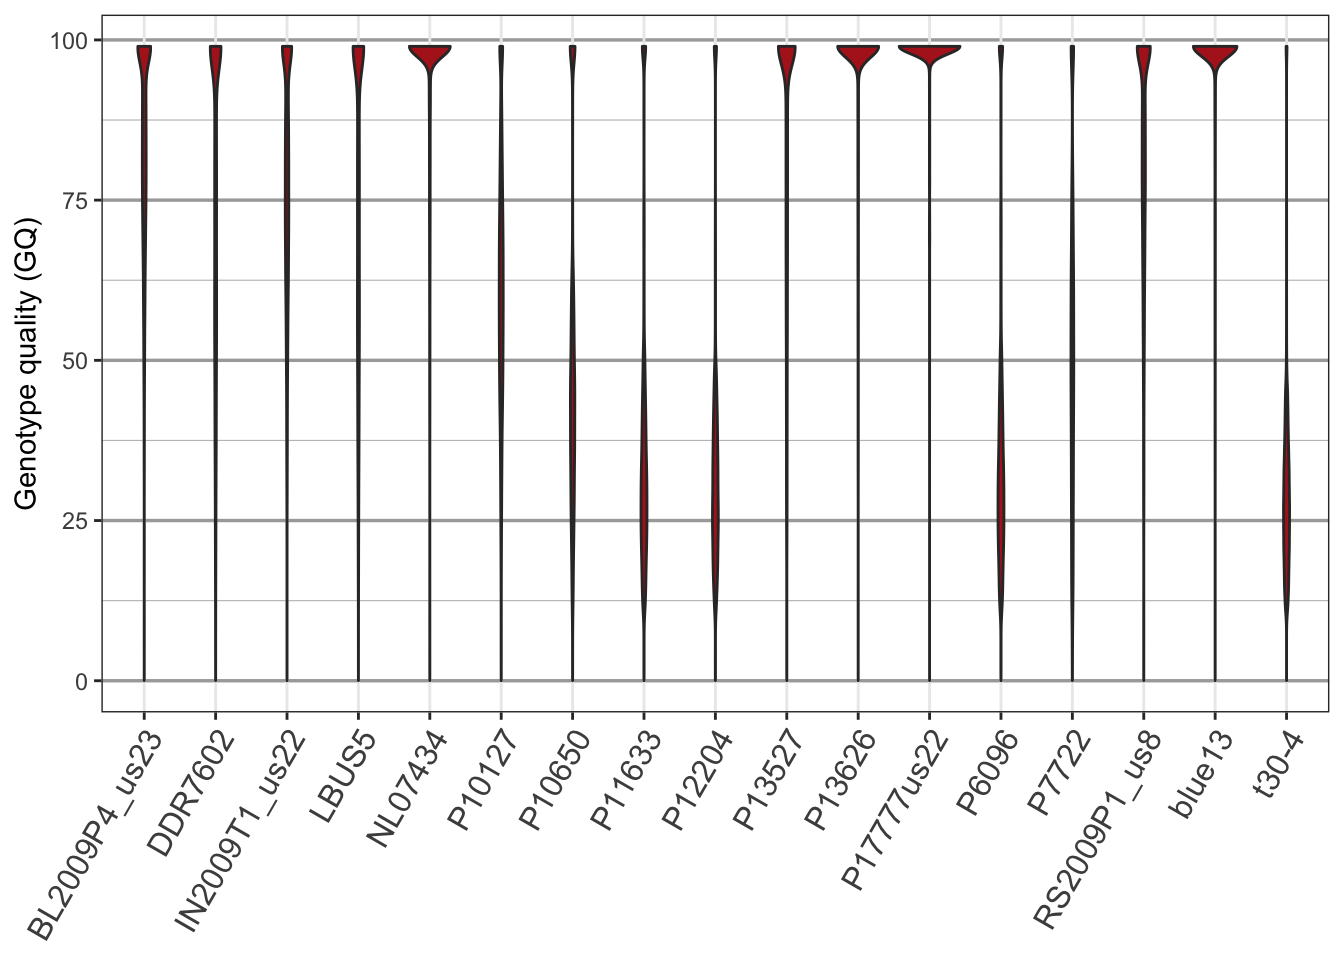 Genotype quality (GQ)
100
75
50
25
0
BL2009P4_us23
DDR7602
IN2009T1_us22
LBUS5
NL07434
P10127
P10650
P11633
P12204
P13527
P13626
P17777us22
P6096
P7722
RS2009P1_us8
blue13
t30-4